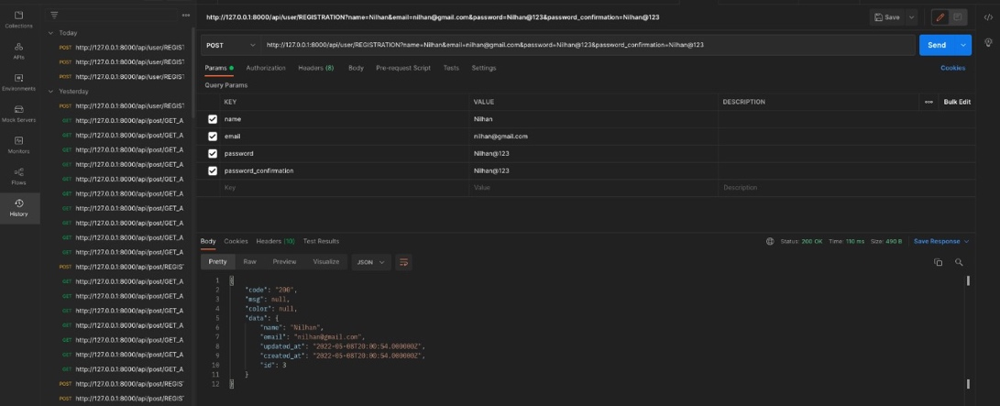 http://127.0.0.1:8000/api/user/REGISTRATION?name=Nilhan&email=nilhan@gmail.com&password=Nilhan@123&password_confirmation=Nilhan@123
Save
POST
http://127.0.0.1:8000/api/user/REGISTRATION?name=Nilhan&email=nilhan@gmail.com&password=Nilhan@123&password_confirmation=Nilhan@123
Send
Params
Authorization
Headers (8)
Body
Pre-request Script
Tests
Settings
Cookies
Query Params
KEY VALUE DESCRIPTION
Bulk Edit
name Nilhan
email nilhan@gmail.com
password Nilhan@123
password_confirmation Nilhan@123
Key Value Description
Collections
APIs
Environments
Mock Servers
Monitors
Flows
History
Today
POST http://127.0.0.1:8000/api/user/REGIST
POST http://127.0.0.1:8000/api/user/REGIST
POST http://127.0.0.1:8000/api/user/REGIST
Yesterday
POST http://127.0.0.1:8000/api/user/REGIST
GET http://127.0.0.1:8000/api/post/GET_A
GET http://127.0.0.1:8000/api/post/GET_A
GET http://127.0.0.1:8000/api/post/GET_A
GET http://127.0.0.1:8000/api/post/GET_A
GET http://127.0.0.1:8000/api/post/GET_A
GET http://127.0.0.1:8000/api/post/GET_A
GET http://127.0.0.1:8000/api/post/GET_A
GET http://127.0.0.1:8000/api/post/GET_A
GET http://127.0.0.1:8000/api/post/GET_A
GET http://127.0.0.1:8000/api/post/GET_A
POST http://127.0.0.1:8000/api/post/REGIS
GET http://127.0.0.1:8000/api/post/GET_A
GET http://127.0.0.1:8000/api/post/GET_A
GET http://127.0.0.1:8000/api/post/GET_A
GET http://127.0.0.1:8000/api/post/GET_A
GET http://127.0.0.1:8000/api/post/GET_A
GET http://127.0.0.1:8000/api/post/GET_A
GET http://127.0.0.1:8000/api/post/GET_A
POST http://127.0.0.1:8000/api/post/REGIS
POST http://127.0.0.1:8000/api/post/REGIS
Body
Cookies
Headers (10)
Test Results
Status: 200 OK Time: 110 ms Size: 490 B
Save Response
Pretty
Raw
Preview
Visualize
JSON
1 {
2 "code": "200",
3 "msg": null,
4 "color": null,
5 "data": {
6 "name": "Nilhan",
7 "email": "nilhan@gmail.com",
8 "updated_at": "2022-05-08T20:00:54.000000Z",
9 "created_at": "2022-05-08T20:00:54.000000Z",
10 "id": 3
11 }
12 }